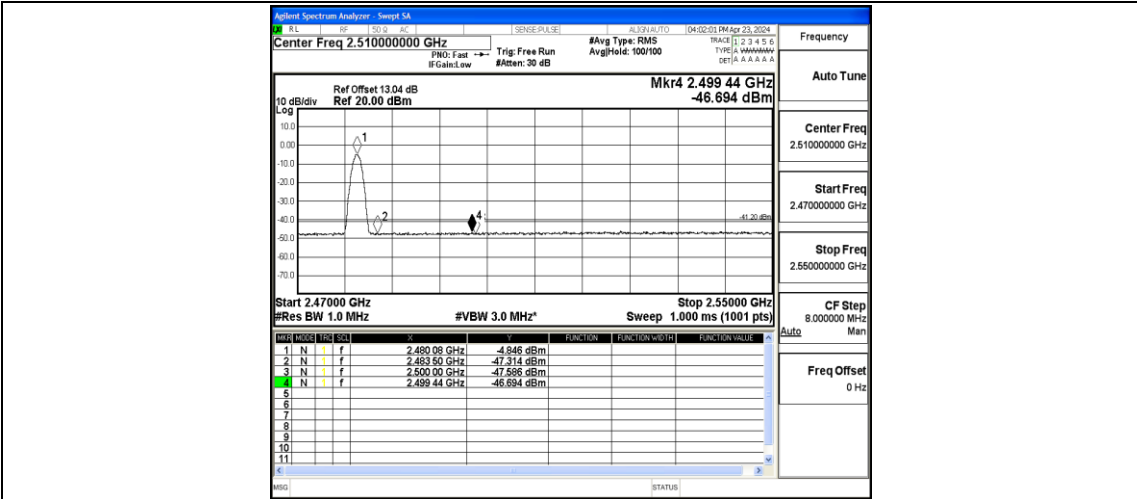 Agilent Spectrum Analyzer - Swept SA
RL RF 50 Ω AC SENSE:PULSE ALIGN AUTO 04:02:01 PM Apr 23, 2024
Center Freq 2.510000000 GHz
PNO: Fast
IFGain:Low
Trig: Free Run
#Atten: 30 dB
#Avg Type: RMS
Avg|Hold: 100/100
TRACE 1 2 3 4 5 6
TYPE A WWWWW
DET A A A A A A
Mkr4 2.499 44 GHz
-46.694 dBm
Ref Offset 13.04 dB
10 dB/div Ref 20.00 dBm
Log
10.0
0.00
-10.0
-20.0
-30.0
-40.0
-50.0
-60.0
-70.0
1
2
4
-41.20 dBm
Start 2.47000 GHz Stop 2.55000 GHz
#Res BW 1.0 MHz #VBW 3.0 MHz* Sweep 1.000 ms (1001 pts)
MKR MODE TRC SCL X Y FUNCTION FUNCTION WIDTH FUNCTION VALUE
1 N 1 f 2.480 08 GHz -4.846 dBm
2 N 1 f 2.483 50 GHz -47.314 dBm
3 N 1 f 2.500 00 GHz -47.586 dBm
4 N 1 f 2.499 44 GHz -46.694 dBm
5
6
7
8
9
10
11
MSG STATUS
Frequency
Auto Tune
Center Freq
2.510000000 GHz
Start Freq
2.470000000 GHz
Stop Freq
2.550000000 GHz
CF Step
8.000000 MHz
Auto Man
Freq Offset
0 Hz